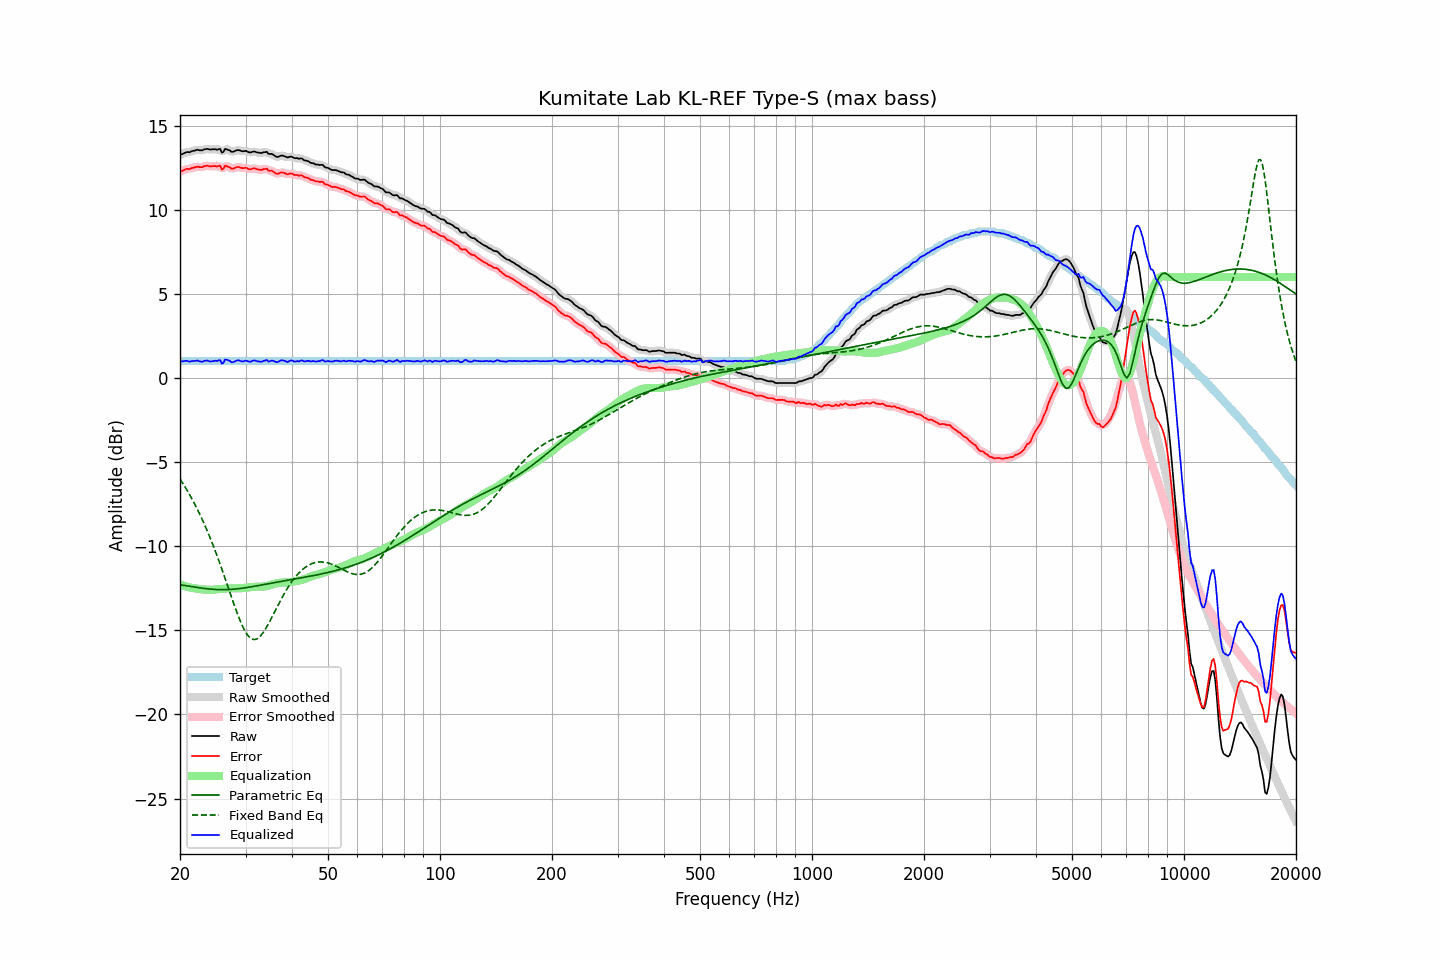 Kumitate Lab KL-REF Type-S (max bass)
15
10
5
0
−5
−10
−15
−20
−25
Amplitude (dBr)
Target
Raw Smoothed
Error Smoothed
Raw
Error
Equalization
Parametric Eq
Fixed Band Eq
Equalized
20 50 100 200 500 1000 2000 5000 10000 20000
Frequency (Hz)